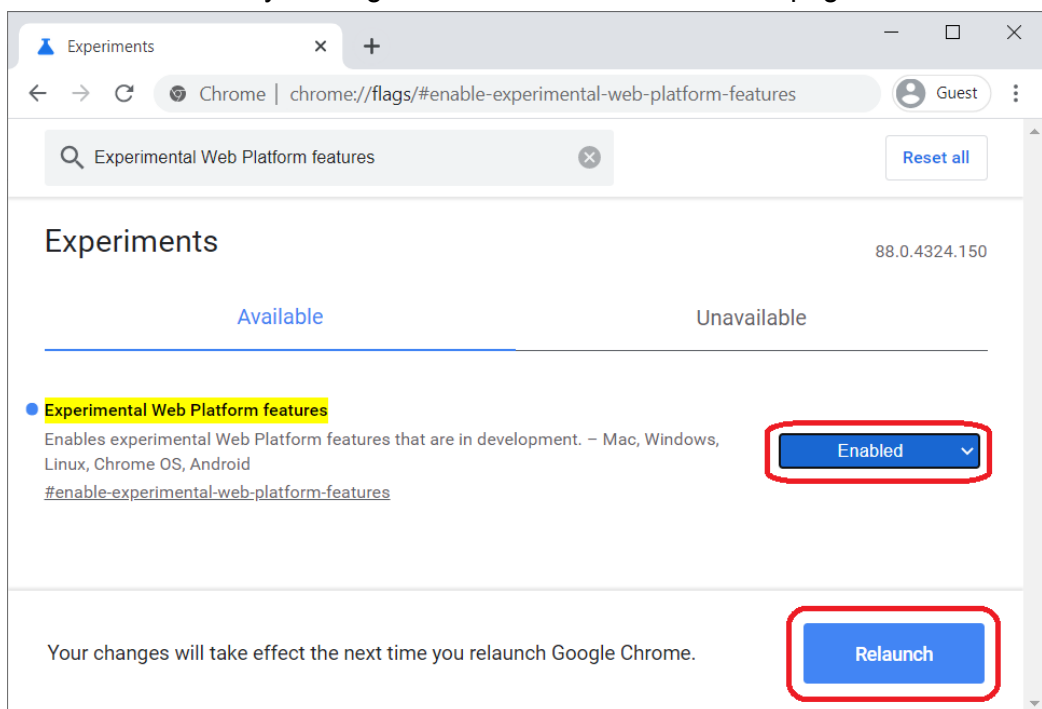 Experiments
Chrome | chrome://flags/#enable-experimental-web-platform-features
Guest
Experimental Web Platform features
Reset all
Experiments
88.0.4324.150
Available
Unavailable
Experimental Web Platform features
Enables experimental Web Platform features that are in development. – Mac, Windows,
Linux, Chrome OS, Android
#enable-experimental-web-platform-features
Enabled
Your changes will take effect the next time you relaunch Google Chrome.
Relaunch